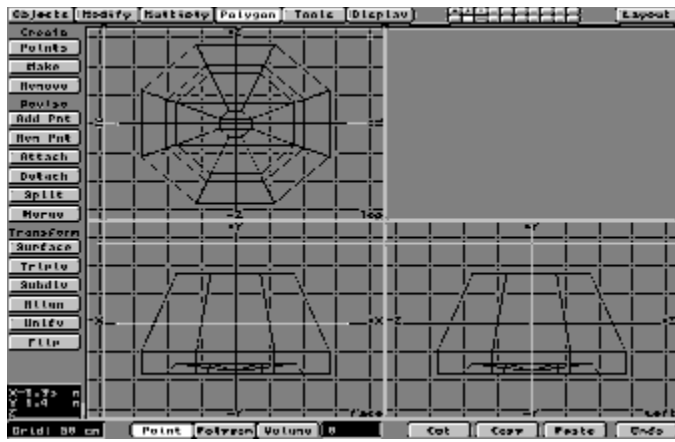 Objects Modify Multiply Polygon Tools Display Layout
Create
Points
Make
Remove
Revise
Add Pnt
Rem Pnt
Attach
Detach
Split
Merge
Transform
Surface
Triple
Subdiv
Align
Unify
Flip
-Z Top
+Y +Y
-X +X -Z +Z
-Y Face -Y Left
Grid: 50 cm Point Polygon Volume 0 Cut Copy Paste Undo